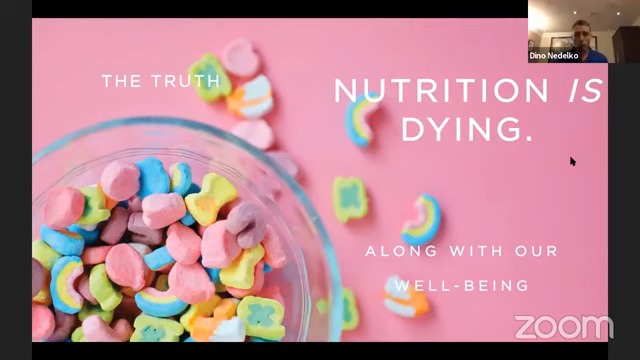 Dino Nedelko
THE TRUTH
NUTRITION IS
DYING.
ALONG WITH OUR
WELL-BEING
zoom